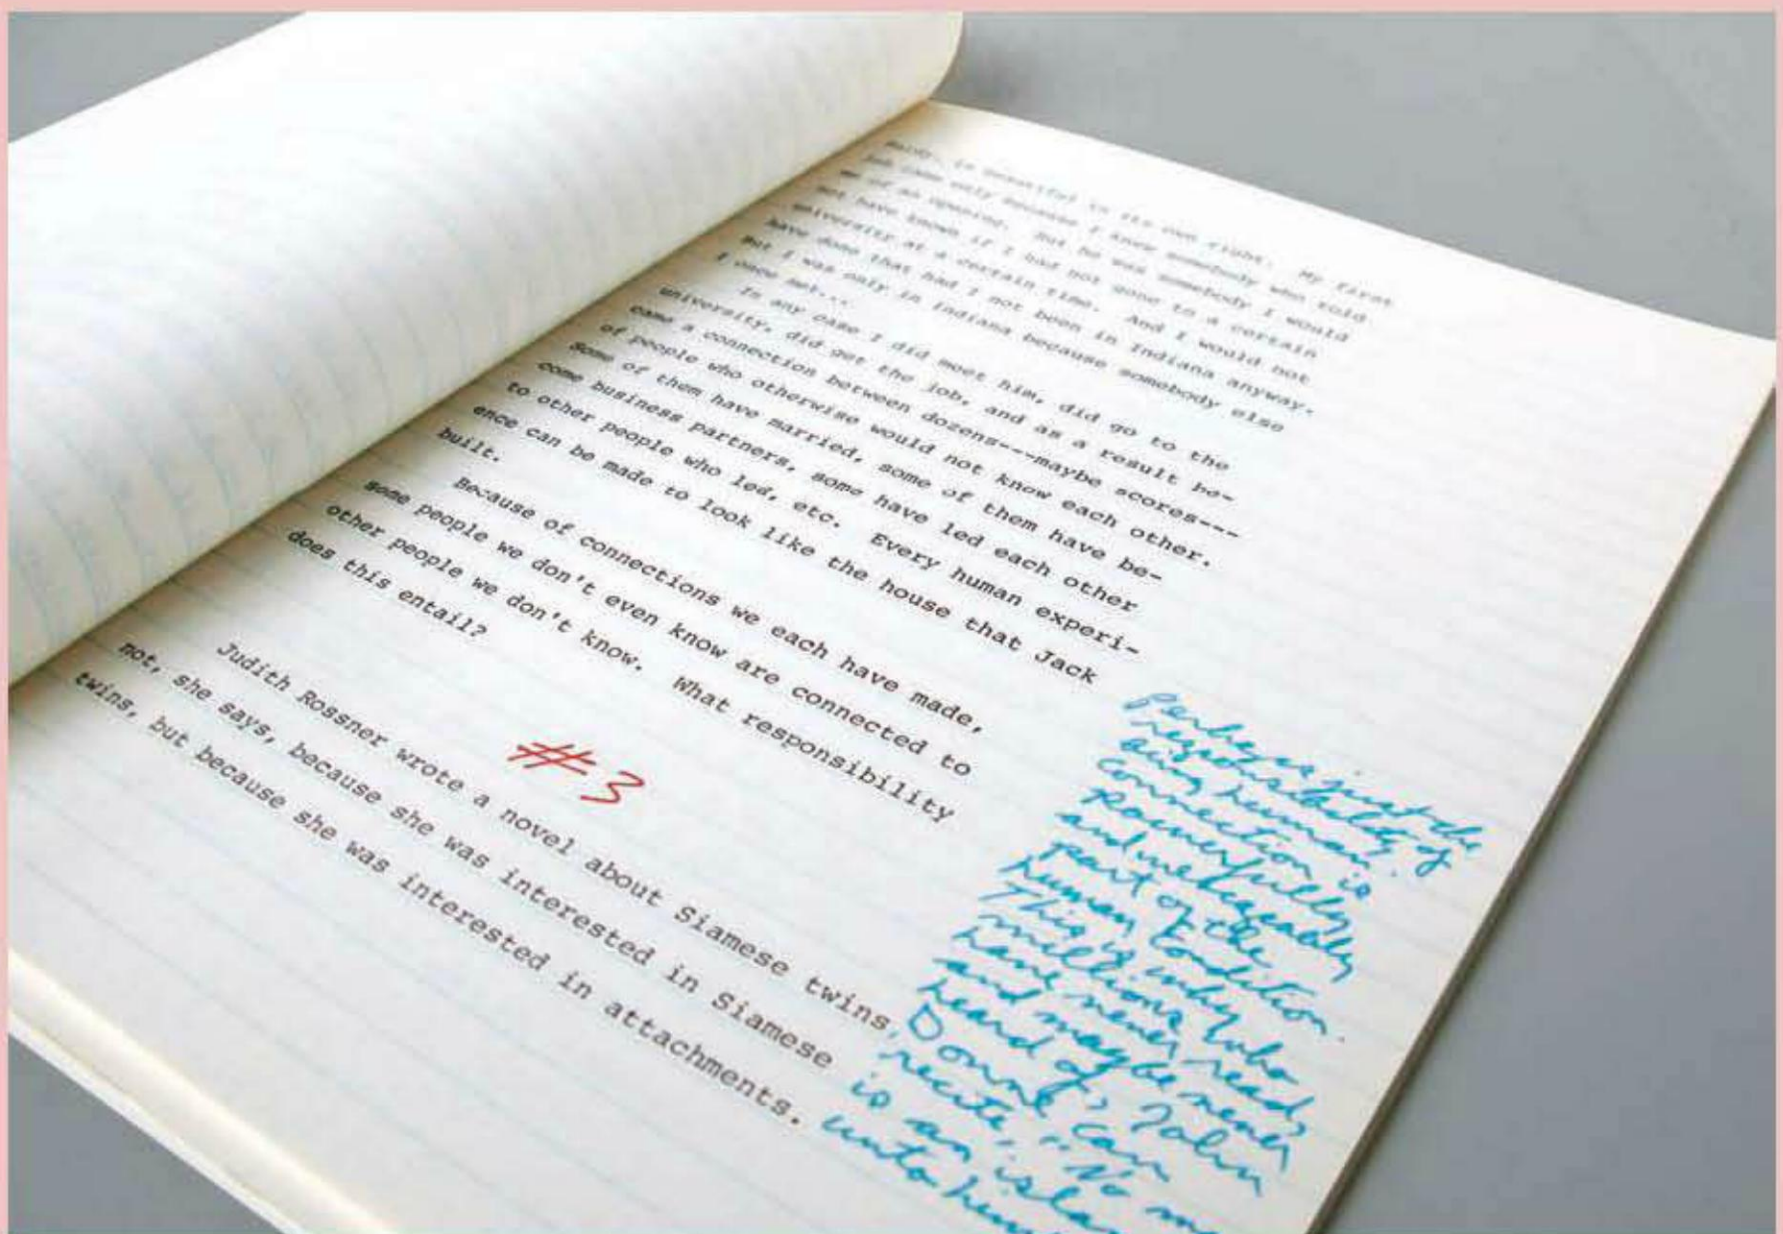 is beautiful in its own right. My first
job came only because I knew somebody who told
me of an opening. But he was somebody I would
not have known if I had not gone to a certain
university at a certain time. And I would not
have done that had I not been in Indiana anyway.
But I was only in Indiana because somebody else
I once met...
In any case I did meet him, did go to the
university, did get the job, and as a result be-
came a connection between dozens---maybe scores---
of people who otherwise would not know each other.
Some of them have married, some of them have be-
come business partners, some have led each other
to other people who led, etc. Every human experi-
ence can be made to look like the house that Jack
built.
Because of connections we each have made,
some people we don't even know are connected to
other people we don't know. What responsibility
does this entail?
#3
Judith Rossner wrote a novel about Siamese twins,
not, she says, because she was interested in Siamese
twins, but because she was interested in attachments.
Perhaps just the
responsibility of
being human.
Connection is
powerfully
and
part of the
human condition.
This is why
millions who
have never read,
and maybe never
heard of, John
Donne can
recite, "No
is an
unto